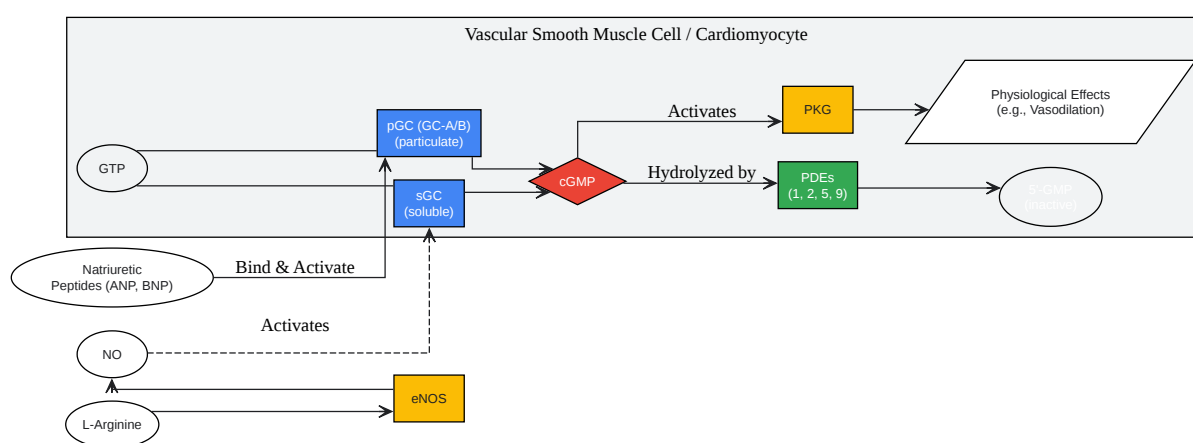 Vascular Smooth Muscle Cell / Cardiomyocyte
GTP
pGC (GC-A/B)
(particulate)
sGC
(soluble)
cGMP
Activates
PKG
Physiological Effects
(e.g., Vasodilation)
Hydrolyzed by
PDEs
(1, 2, 5, 9)
5'-GMP
(inactive)
Natriuretic
Peptides (ANP, BNP)
Bind & Activate
Activates
NO
eNOS
L-Arginine